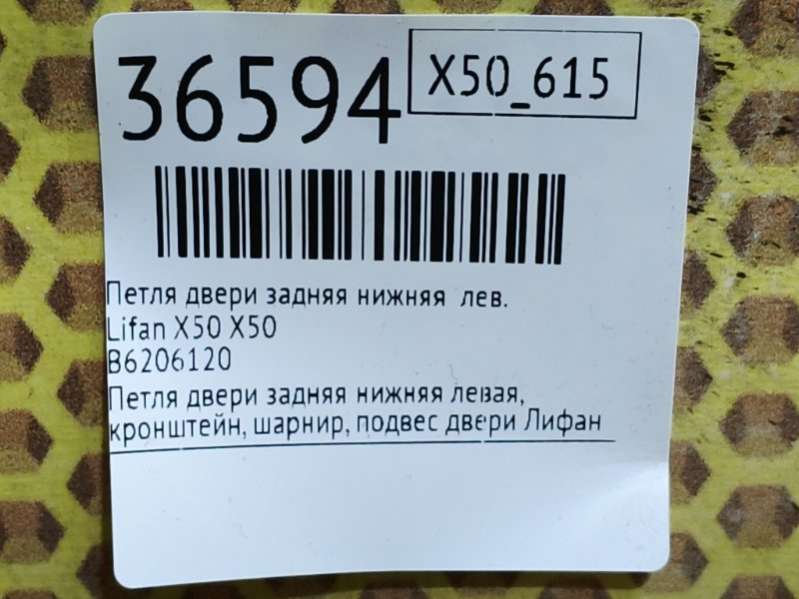 36594
X50_615
Петля двери задняя нижняя лев.
Lifan X50 X50
B6206120
Петля двери задняя нижняя левая,
кронштейн, шарнир, подвес двери Лифан